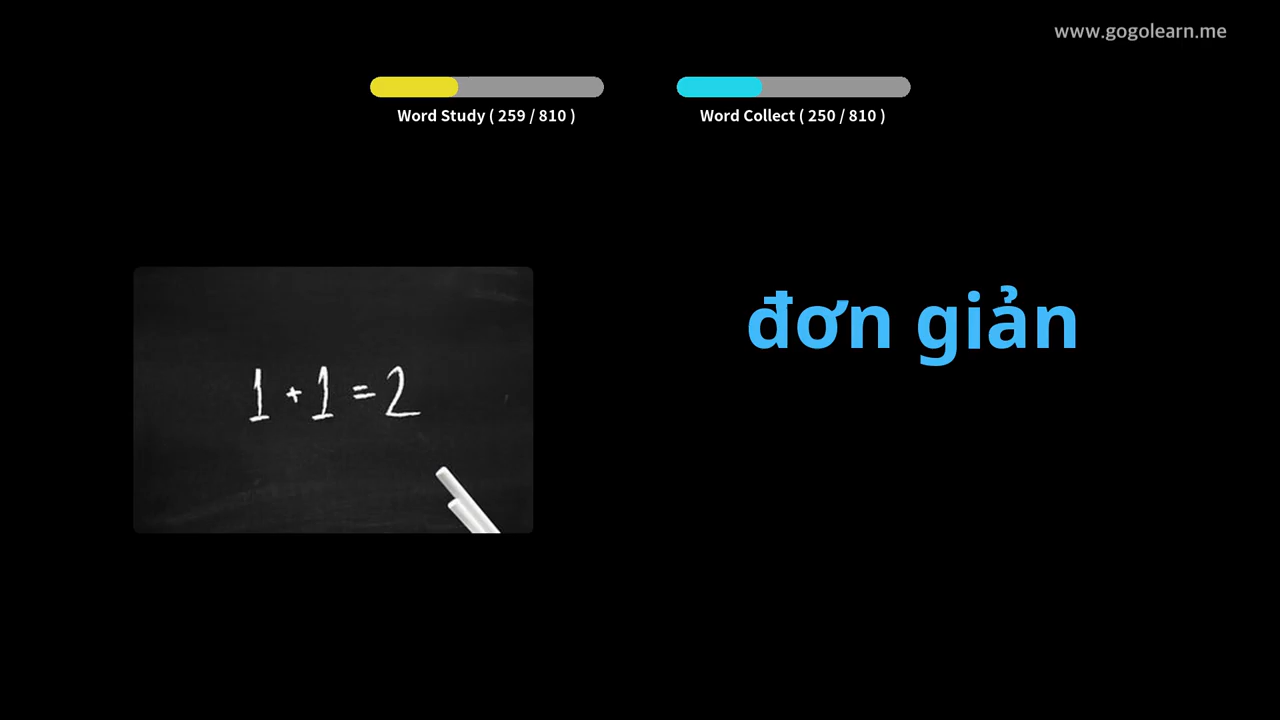 www.gogolearn.me
Word Study ( 259 / 810 )
Word Collect ( 250 / 810 )
đơn giản
1 + 1 = 2